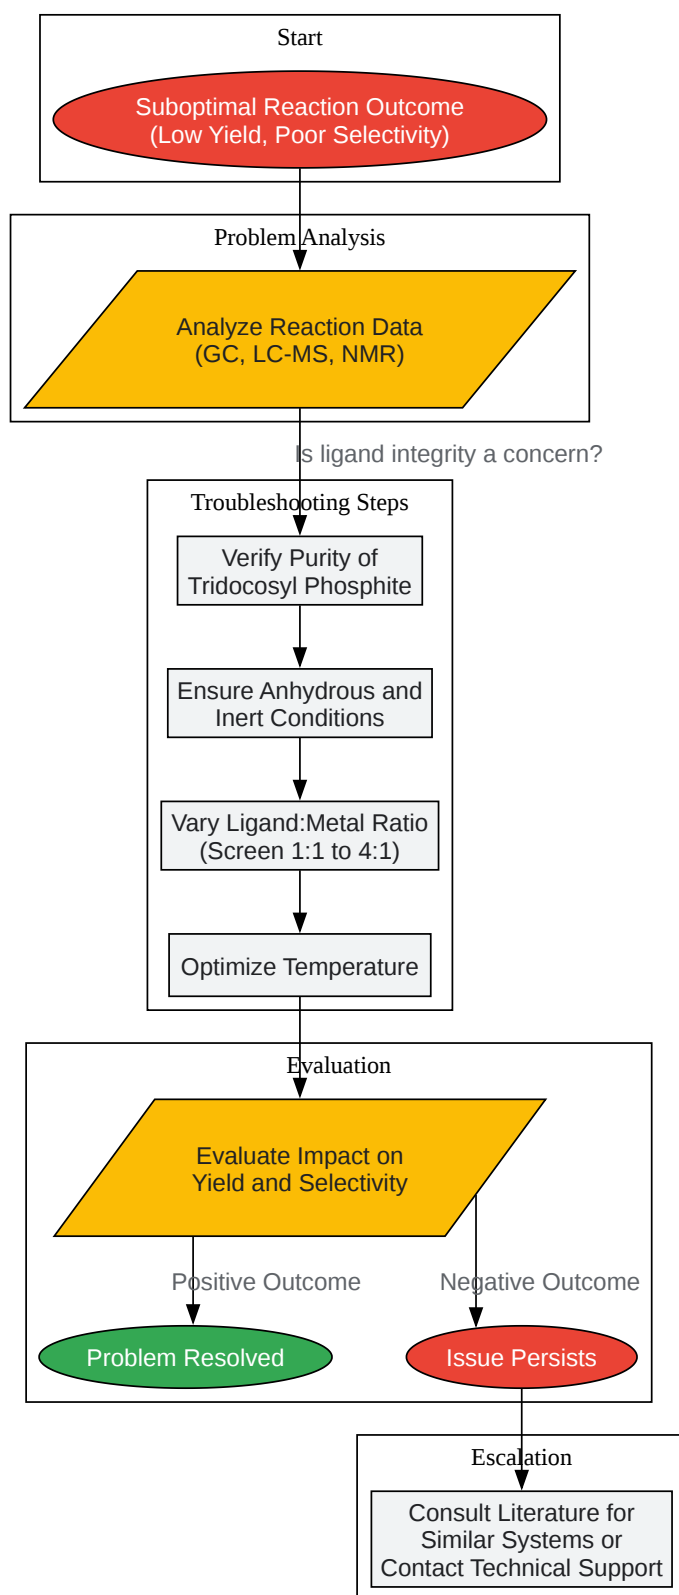 Start
Suboptimal Reaction Outcome
(Low Yield, Poor Selectivity)
Problem Analysis
Analyze Reaction Data
(GC, LC-MS, NMR)
Is ligand integrity a concern?
Troubleshooting Steps
Verify Purity of
Tridocosyl Phosphite
Ensure Anhydrous and
Inert Conditions
Vary Ligand:Metal Ratio
(Screen 1:1 to 4:1)
Optimize Temperature
Evaluation
Evaluate Impact on
Yield and Selectivity
Positive Outcome
Negative Outcome
Problem Resolved
Issue Persists
Escalation
Consult Literature for
Similar Systems or
Contact Technical Support